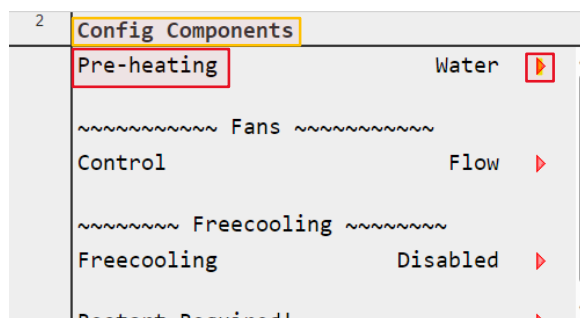 2
Config Components
Pre-heating Water
~~~~~~~~~~~ Fans ~~~~~~~~~~~
Control Flow
~~~~~~~~ Freecooling ~~~~~~~~
Freecooling Disabled